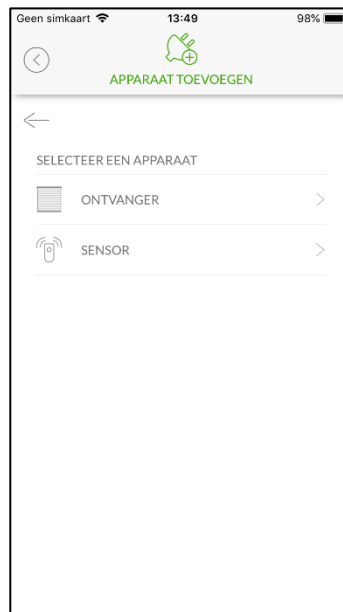 Geen simkaart 13:49 98%
APPARAAT TOEVOEGEN
SELECTEER EEN APPARAAT
ONTVANGER
SENSOR